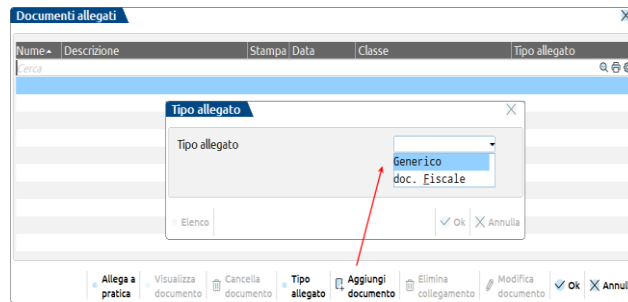 Documenti allegati
Nume Descrizione Stampa Data Classe Tipo allegato
Cerca
Tipo allegato
Tipo allegato
Generico
doc. Fiscale
Elenco Ok Annulla
Allega a pratica Visualizza documento Cancella documento Tipo allegato Aggiungi documento Elimina collegamento Modifica documento Ok Annul